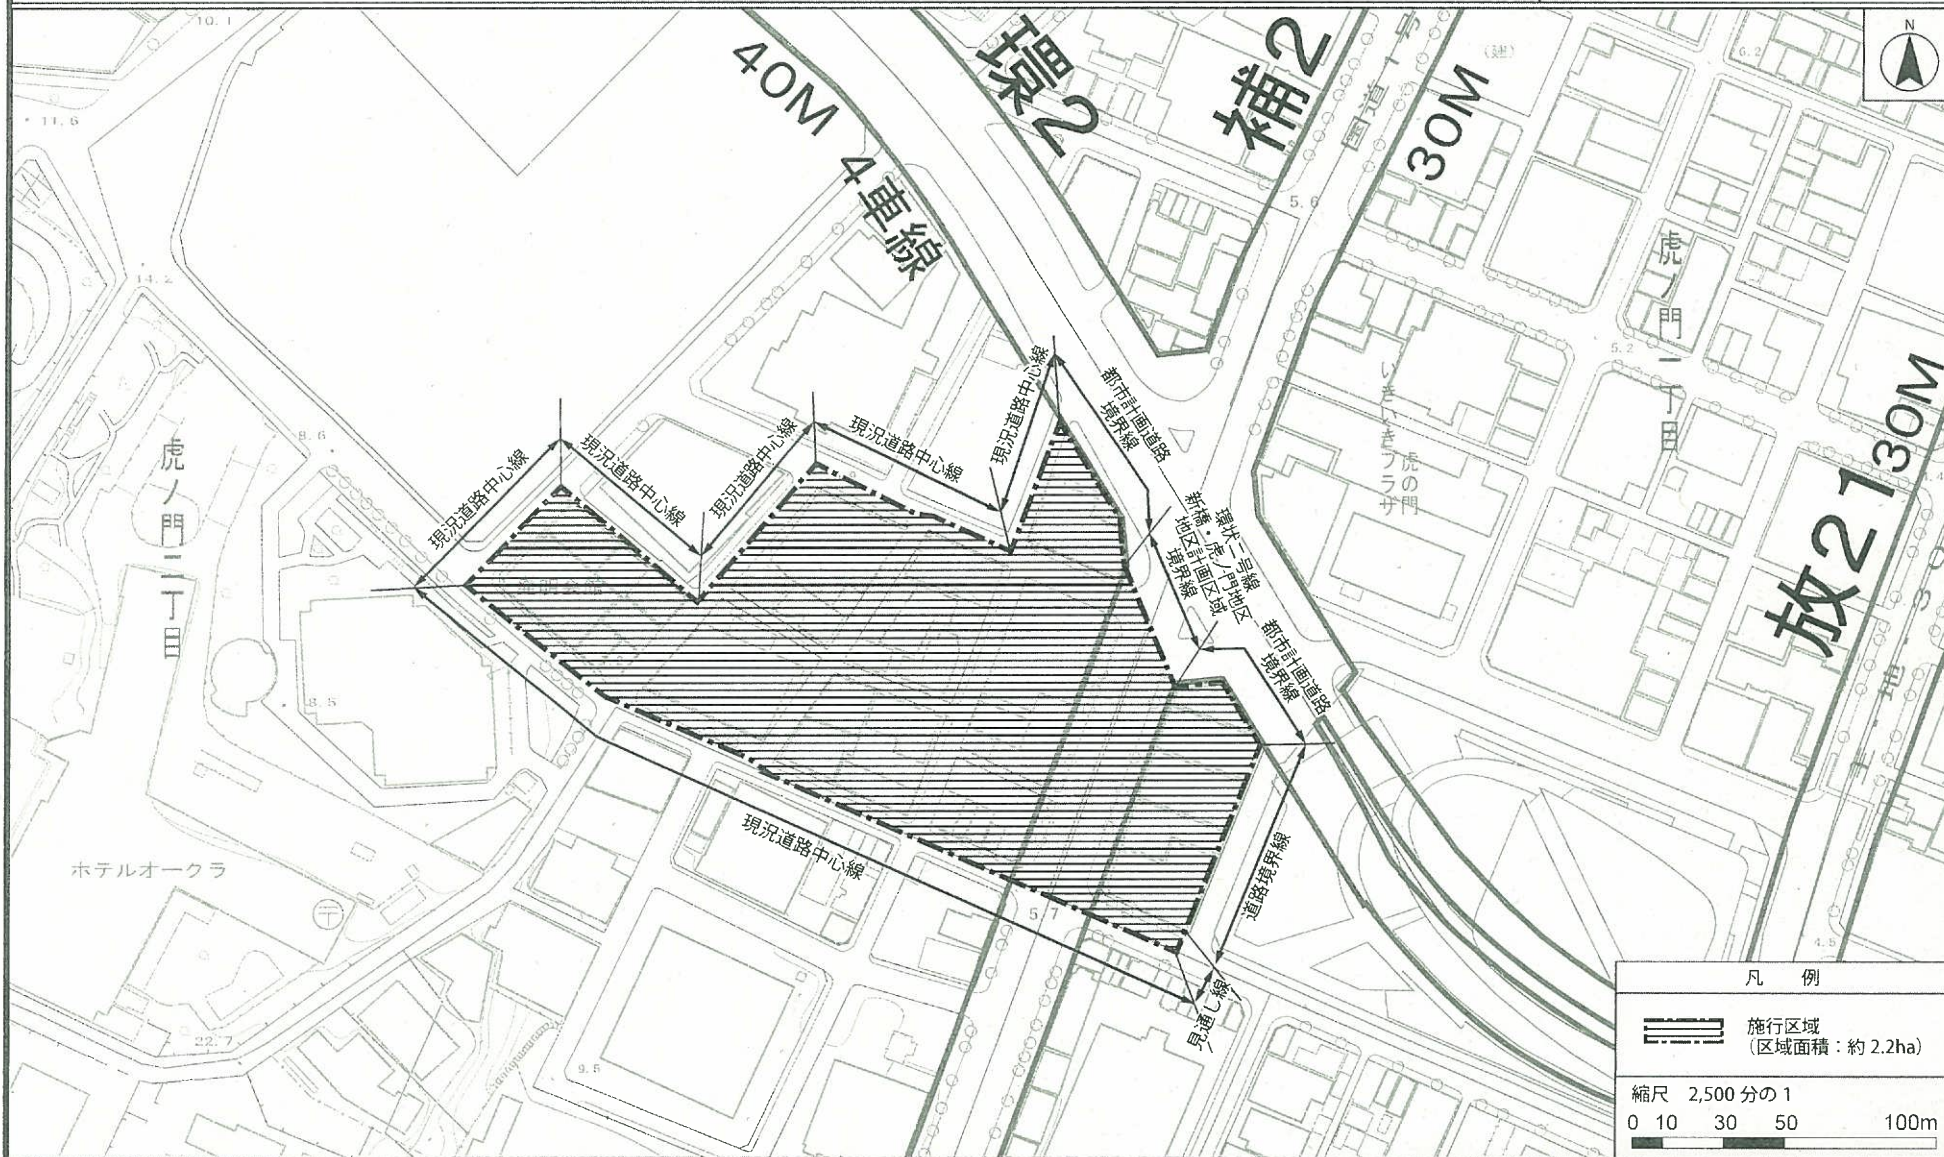 10.1
N
40M 4車線
環2
補2
国道1号
30M
(建)
6.2
11.6
14.2
5.6
虎ノ門一丁目
5.2
いきいきプラザ
虎の門
放21 30M
虎ノ門二丁目
8.6
現況道路中心線
現況道路中心線
現況道路中心線
現況道路中心線
現況道路中心線
都市計画道路
境界線
環状二号線
新橋・虎ノ門地区
地区計画区域
境界線
都市計画道路
境界線
発明会館
8.5
現況道路中心線
道路境界線
見通し線
ホテルオークラ
〒
5.7
22.7
9.5
4.5
凡 例
施行区域
(区域面積:約 2.2ha)
縮尺 2,500 分の 1
0 10 30 50 100m